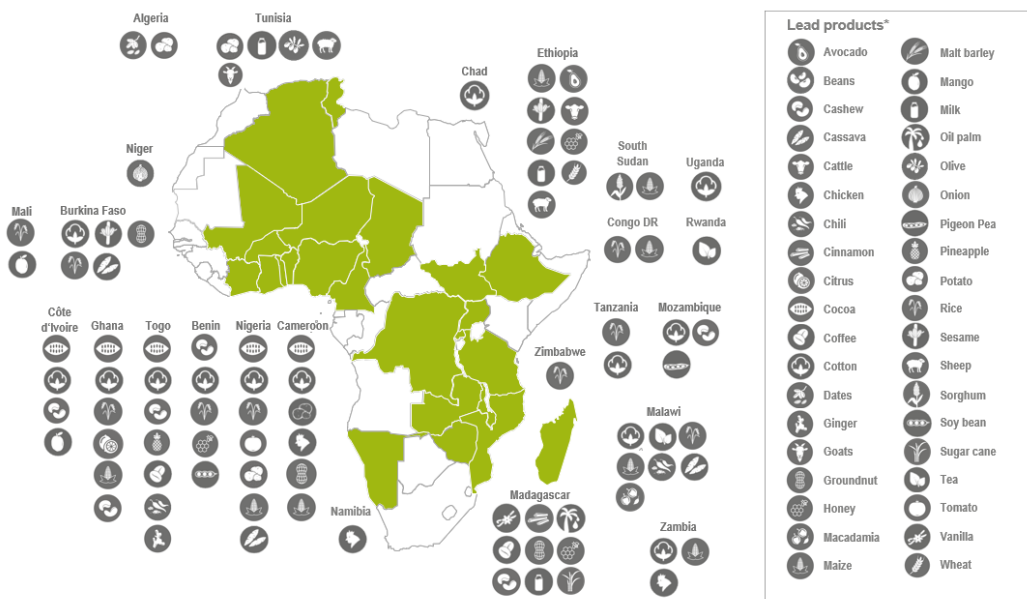 Algeria
Tunisia
Chad
Ethiopia
Niger
South
Sudan
Uganda
Mali
Burkina Faso
Congo DR
Rwanda
Côte
d'Ivoire
Ghana
Togo
Benin
Nigeria
Cameroon
Tanzania
Mozambique
Zimbabwe
Malawi
Namibia
Madagascar
Zambia
Lead products*
Avocado
Beans
Cashew
Cassava
Cattle
Chicken
Chili
Cinnamon
Citrus
Cocoa
Coffee
Cotton
Dates
Ginger
Goats
Groundnut
Honey
Macadamia
Maize
Malt barley
Mango
Milk
Oil palm
Olive
Onion
Pigeon Pea
Pineapple
Potato
Rice
Sesame
Sheep
Sorghum
Soy bean
Sugar cane
Tea
Tomato
Vanilla
Wheat